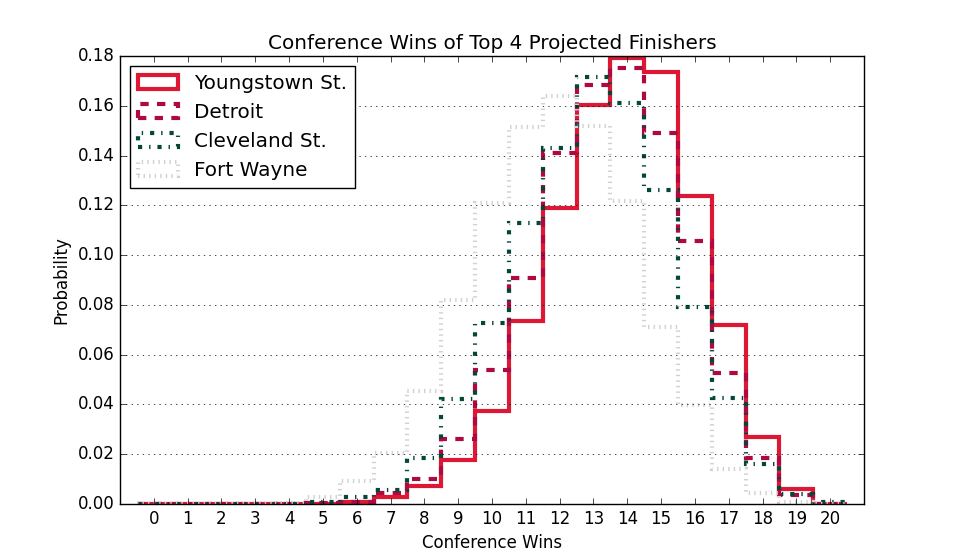 Conference Wins of Top 4 Projected Finishers
Youngstown St.
Detroit
Cleveland St.
Fort Wayne
0.18
0.16
0.14
0.12
0.10
0.08
0.06
0.04
0.02
0.00
Probability
0 1 2 3 4 5 6 7 8 9 10 11 12 13 14 15 16 17 18 19 20
Conference Wins